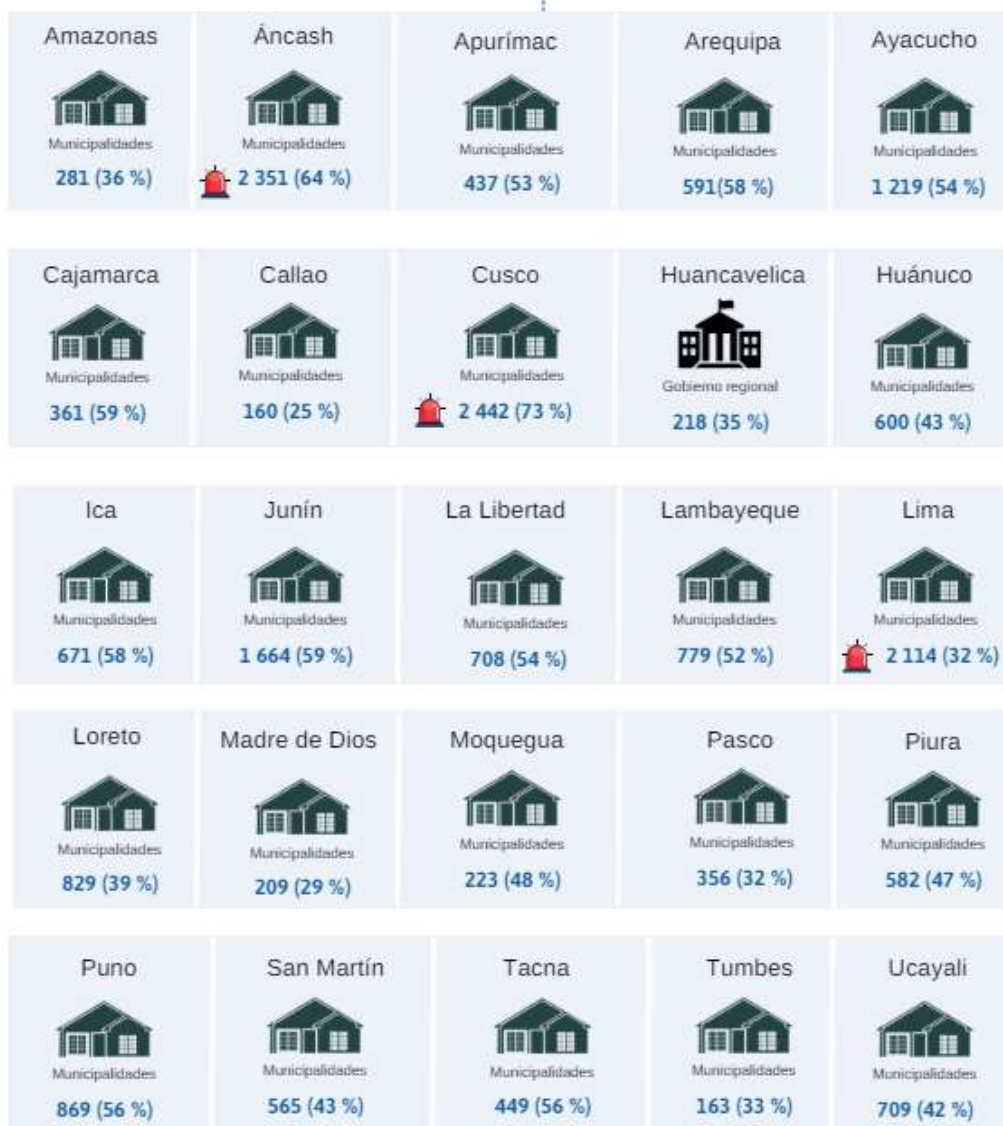 Amazonas
Municipalidades
281 (36 %)
Áncash
Municipalidades
2 351 (64 %)
Apurímac
Municipalidades
437 (53 %)
Arequipa
Municipalidades
591(58 %)
Ayacucho
Municipalidades
1 219 (54 %)
Cajamarca
Municipalidades
361 (59 %)
Callao
Municipalidades
160 (25 %)
Cusco
Municipalidades
2 442 (73 %)
Huancavelica
Gobierno regional
218 (35 %)
Huánuco
Municipalidades
600 (43 %)
Ica
Municipalidades
671 (58 %)
Junín
Municipalidades
1 664 (59 %)
La Libertad
Municipalidades
708 (54 %)
Lambayeque
Municipalidades
779 (52 %)
Lima
Municipalidades
2 114 (32 %)
Loreto
Municipalidades
829 (39 %)
Madre de Dios
Municipalidades
209 (29 %)
Moquegua
Municipalidades
223 (48 %)
Pasco
Municipalidades
356 (32 %)
Piura
Municipalidades
582 (47 %)
Puno
Municipalidades
869 (56 %)
San Martín
Municipalidades
565 (43 %)
Tacna
Municipalidades
449 (56 %)
Tumbes
Municipalidades
163 (33 %)
Ucayali
Municipalidades
709 (42 %)